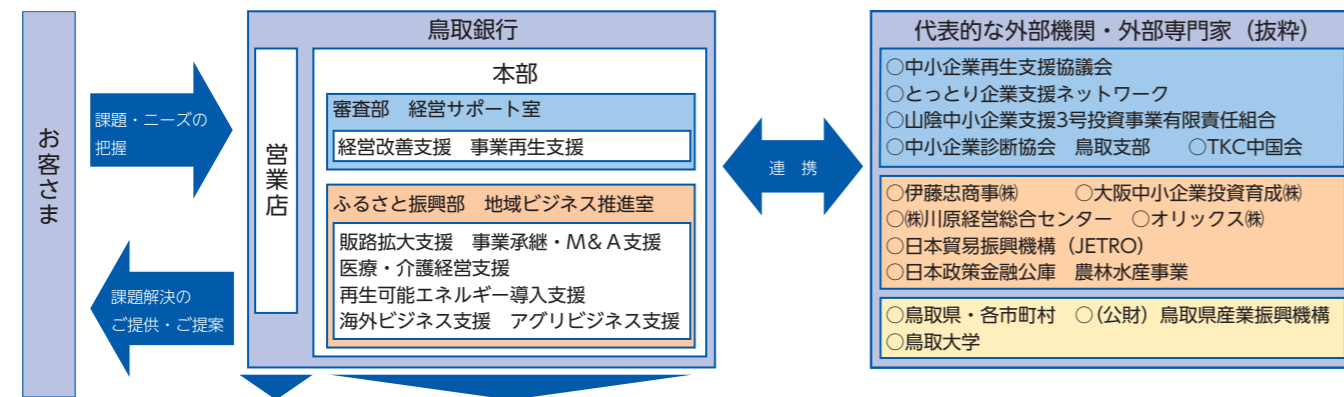 お客さま
課題・ニーズの
把握
課題解決の
ご提供・ご提案
鳥取銀行
営業店
本部
審査部　経営サポート室
経営改善支援　事業再生支援
ふるさと振興部　地域ビジネス推進室
販路拡大支援　事業承継・M&A支援
医療・介護経営支援
再生可能エネルギー導入支援
海外ビジネス支援　アグリビジネス支援
連　携
代表的な外部機関・外部専門家（抜粋）
○中小企業再生支援協議会
○とっとり企業支援ネットワーク
○山陰中小企業支援3号投資事業有限責任組合
○中小企業診断協会　鳥取支部　　○TKC中国会
○伊藤忠商事㈱　　○大阪中小企業投資育成㈱
○㈱川原経営総合センター　○オリックス㈱
○日本貿易振興機構（JETRO）
○日本政策金融公庫　農林水産事業
○鳥取県・各市町村　○（公財）鳥取県産業振興機構
○鳥取大学